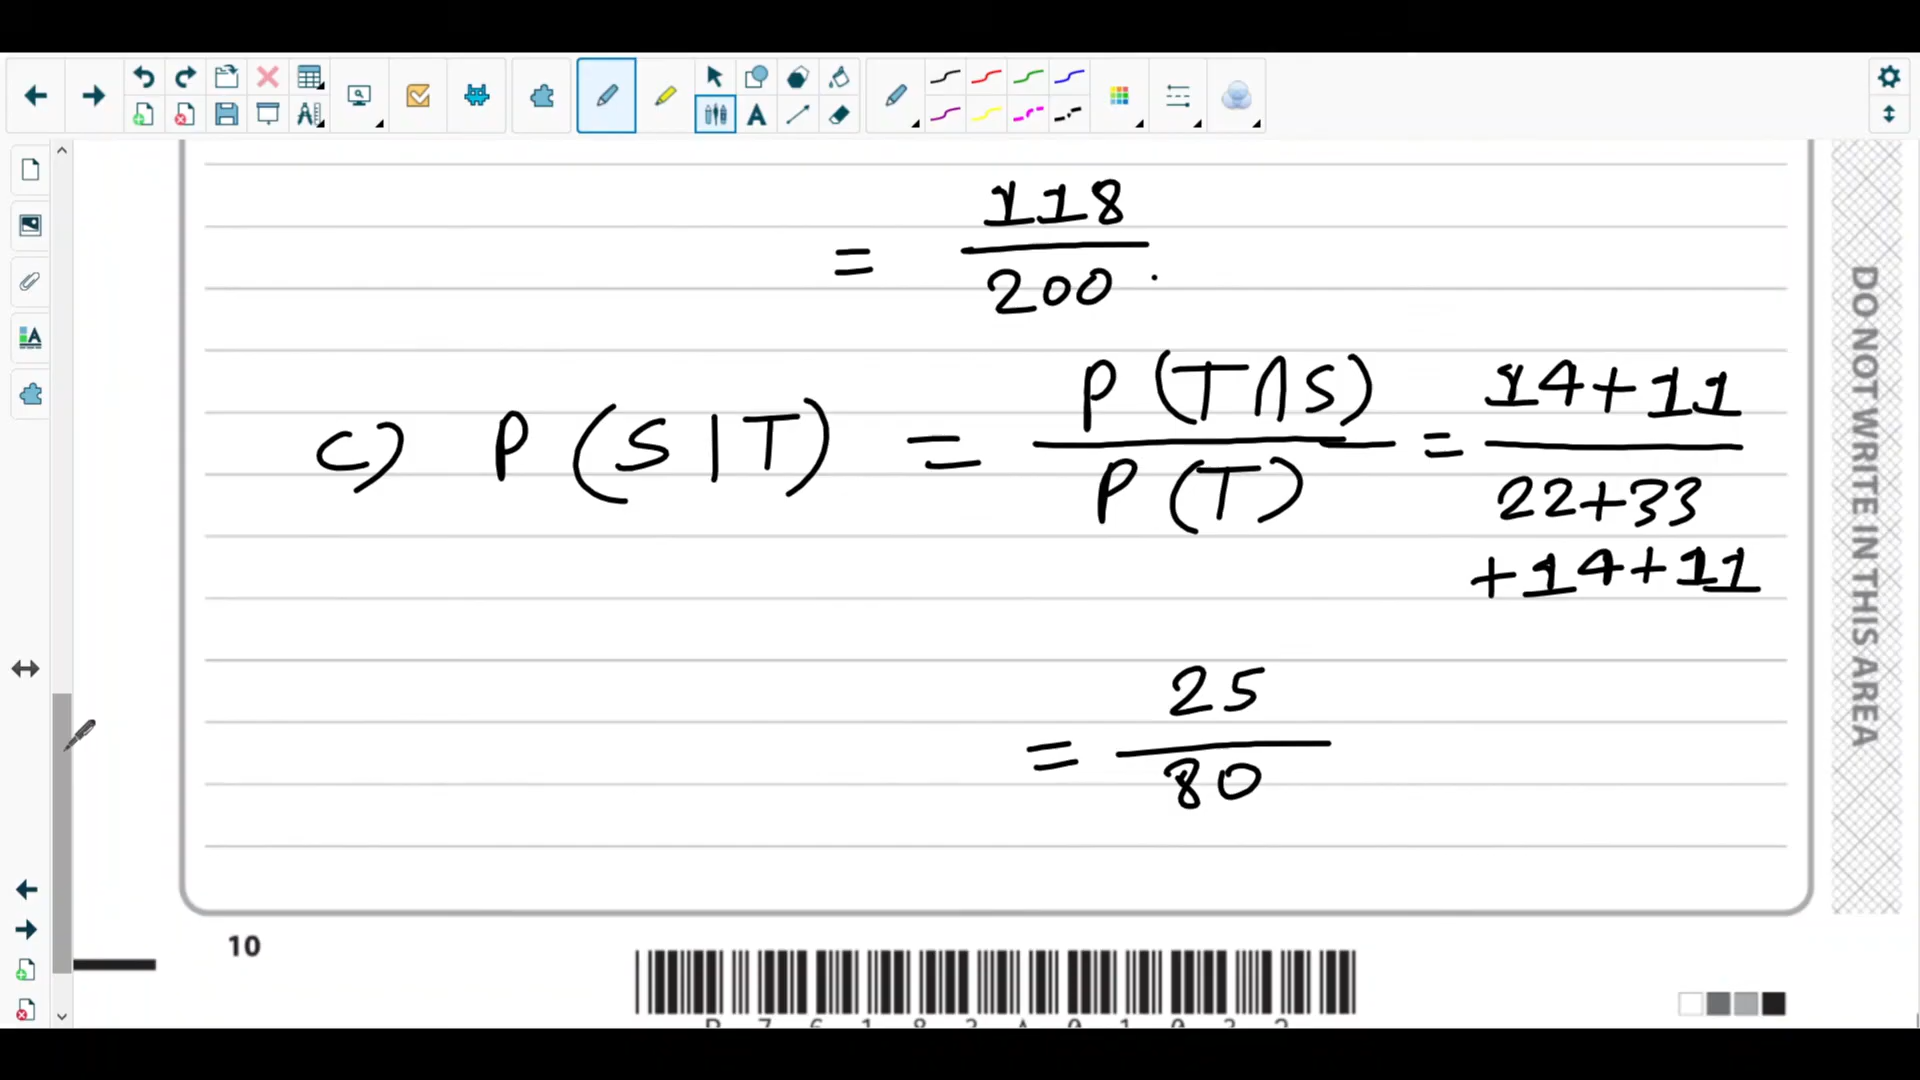 118
= 200 .
c) P (S | T) = P (T ∩ S) = 14+11
P (T) 22+33
+14+11
25
= 80
DO NOT WRITE IN THIS AREA
10